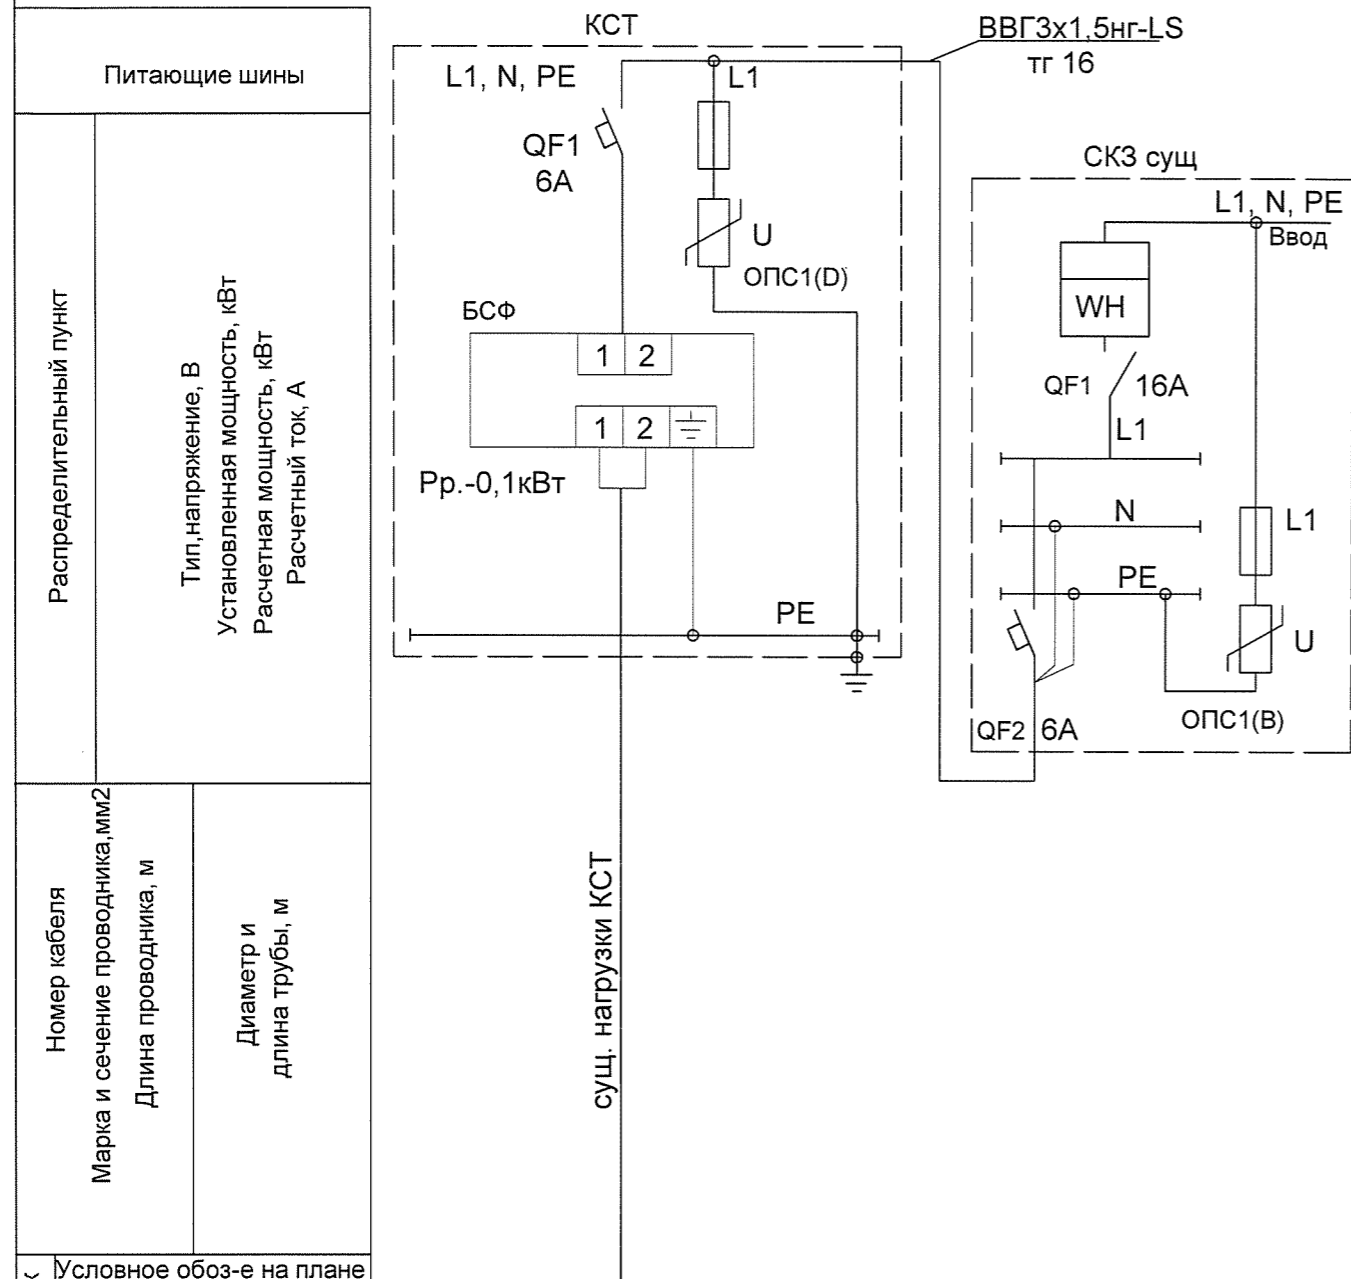 Питающие шины
Распределительный пункт
Тип,напряжение, В
Установленная мощность, кВт
Расчетная мощность, кВт
Расчетный ток, А
Номер кабеля
Марка и сечение проводника,мм2
Длина проводника, м
Диаметр и
длина трубы, м
Условное обоз-е на плане
КСТ
L1, N, PE
L1
QF1
6А
U
ОПС1(D)
БСФ
1 2
1 2
Рр.-0,1кВт
PE
сущ. нагрузки КСТ
ВВГ3х1,5нг-LS
тг 16
СКЗ сущ
L1, N, PE
Ввод
WH
QF1 16А
L1
N
L1
PE
U
ОПС1(В)
QF2 6А